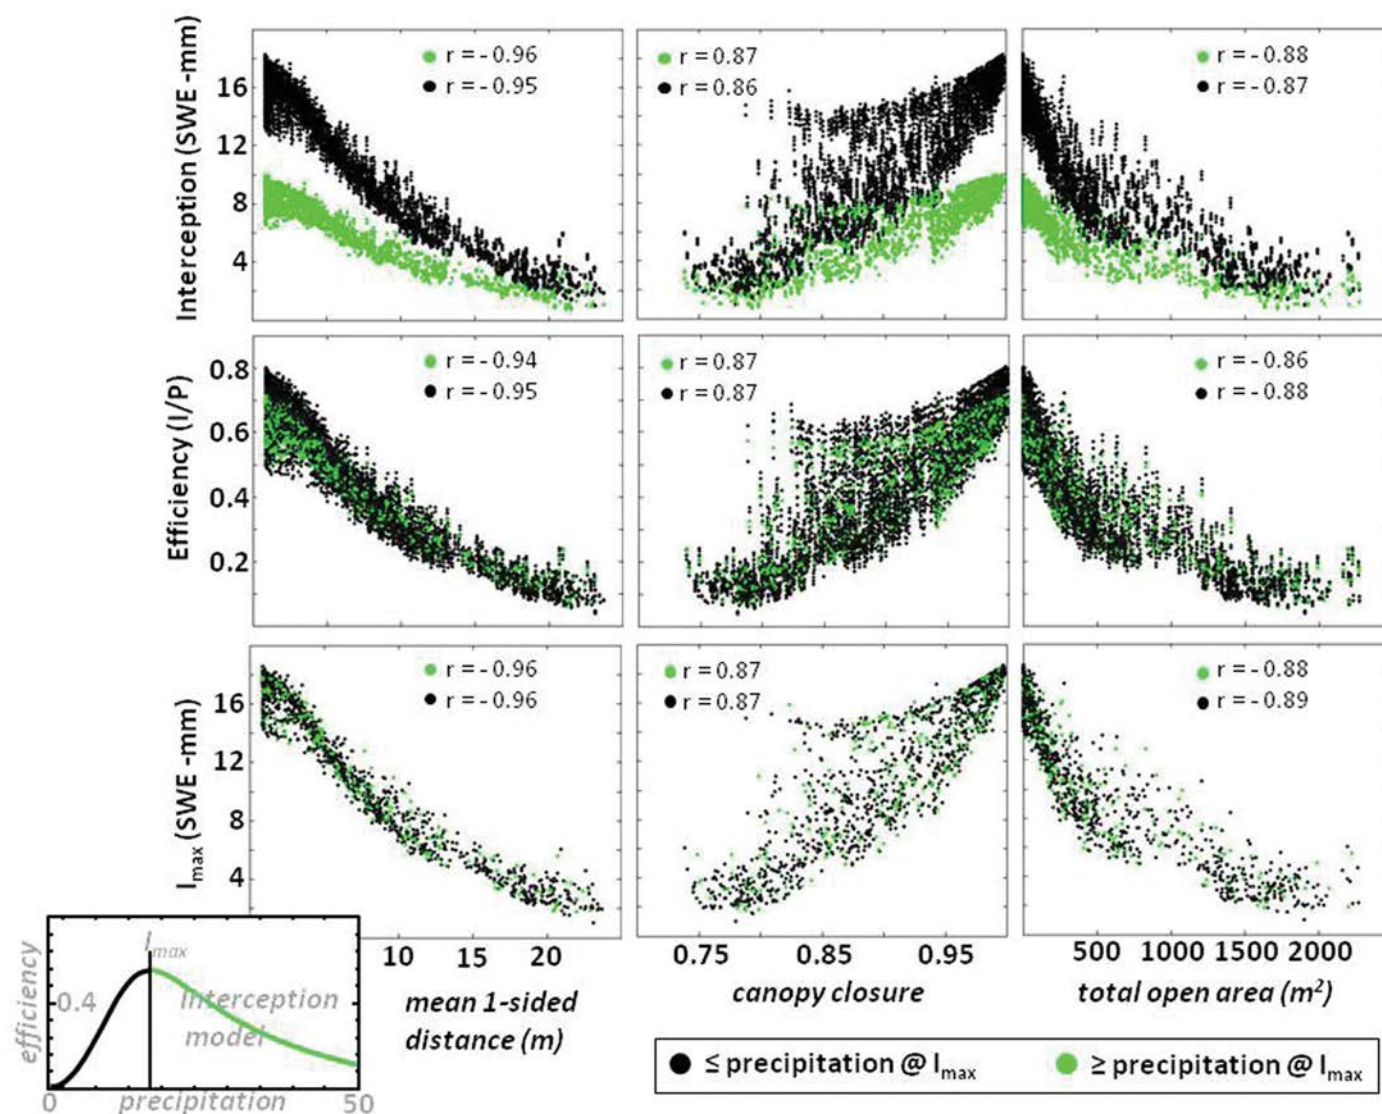 Interception (SWE -mm)
16
12
8
4
r = - 0.96
r = - 0.95
r = 0.87
r = 0.86
r = - 0.88
r = - 0.87
Efficiency (I/P)
0.8
0.6
0.4
0.2
r = - 0.94
r = - 0.95
r = 0.87
r = 0.87
r = - 0.86
r = - 0.88
Imax (SWE -mm)
16
12
8
4
r = - 0.96
r = - 0.96
r = 0.87
r = 0.87
r = - 0.88
r = - 0.89
10 15 20
mean 1-sided
distance (m)
0.75 0.85 0.95
canopy closure
500 1000 1500 2000
total open area (m²)
efficiency
0.4
Imax
Interception
model
0 50
precipitation
≤ precipitation @ Imax
≥ precipitation @ Imax